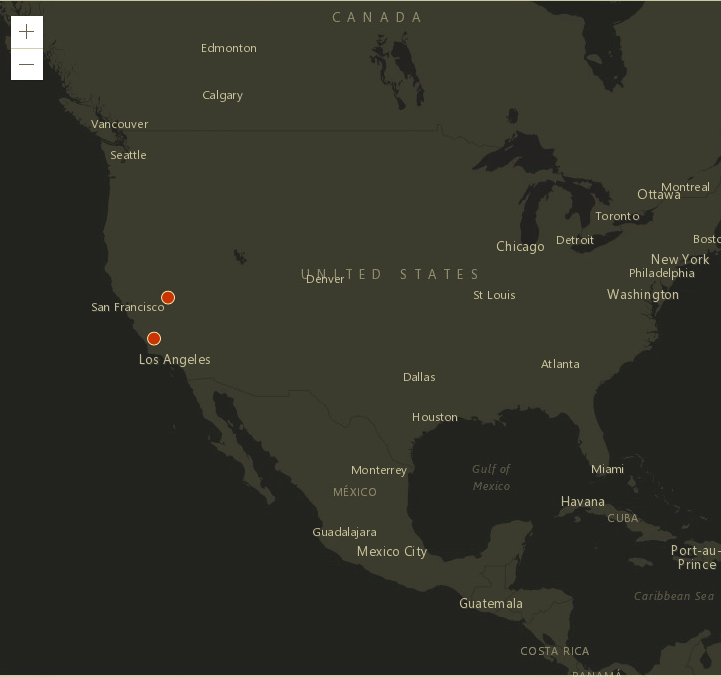 CANADA
Edmonton
Calgary
Vancouver
Seattle
Montreal
Ottawa
Toronto
Boste
Detroit
Chicago
New York
Philadelphia
UNITED STATES
Denver
St Louis
Washington
San Francisco
Los Angeles
Atlanta
Dallas
Houston
Gulf of
Mexico
Miami
Monterrey
MÉXICO
Havana
CUBA
Guadalajara
Mexico City
Port-au-
Prince
Caribbean Sea
Guatemala
COSTA RICA
PANAMÁ